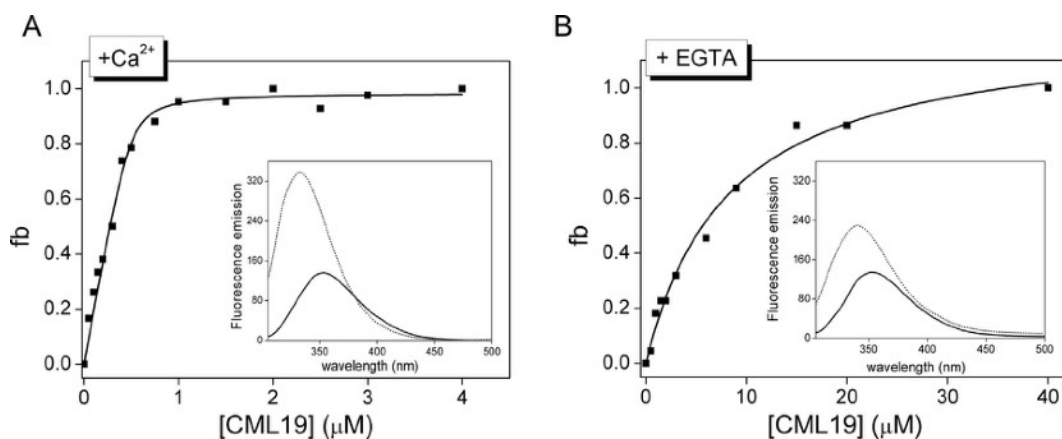 A
+Ca²⁺
1.0
0.8
0.6
0.4
0.2
0.0
fb
0 1 2 3 4
[CML19] (μM)
Fluorescence emission
320
240
160
80
0
350 400 450 500
wavelength (nm)
B
+ EGTA
1.0
0.8
0.6
0.4
0.2
0.0
fb
0 10 20 30 40
[CML19] (μM)
Fluorescence emission
320
240
160
80
0
350 400 450 500
wavelength (nm)